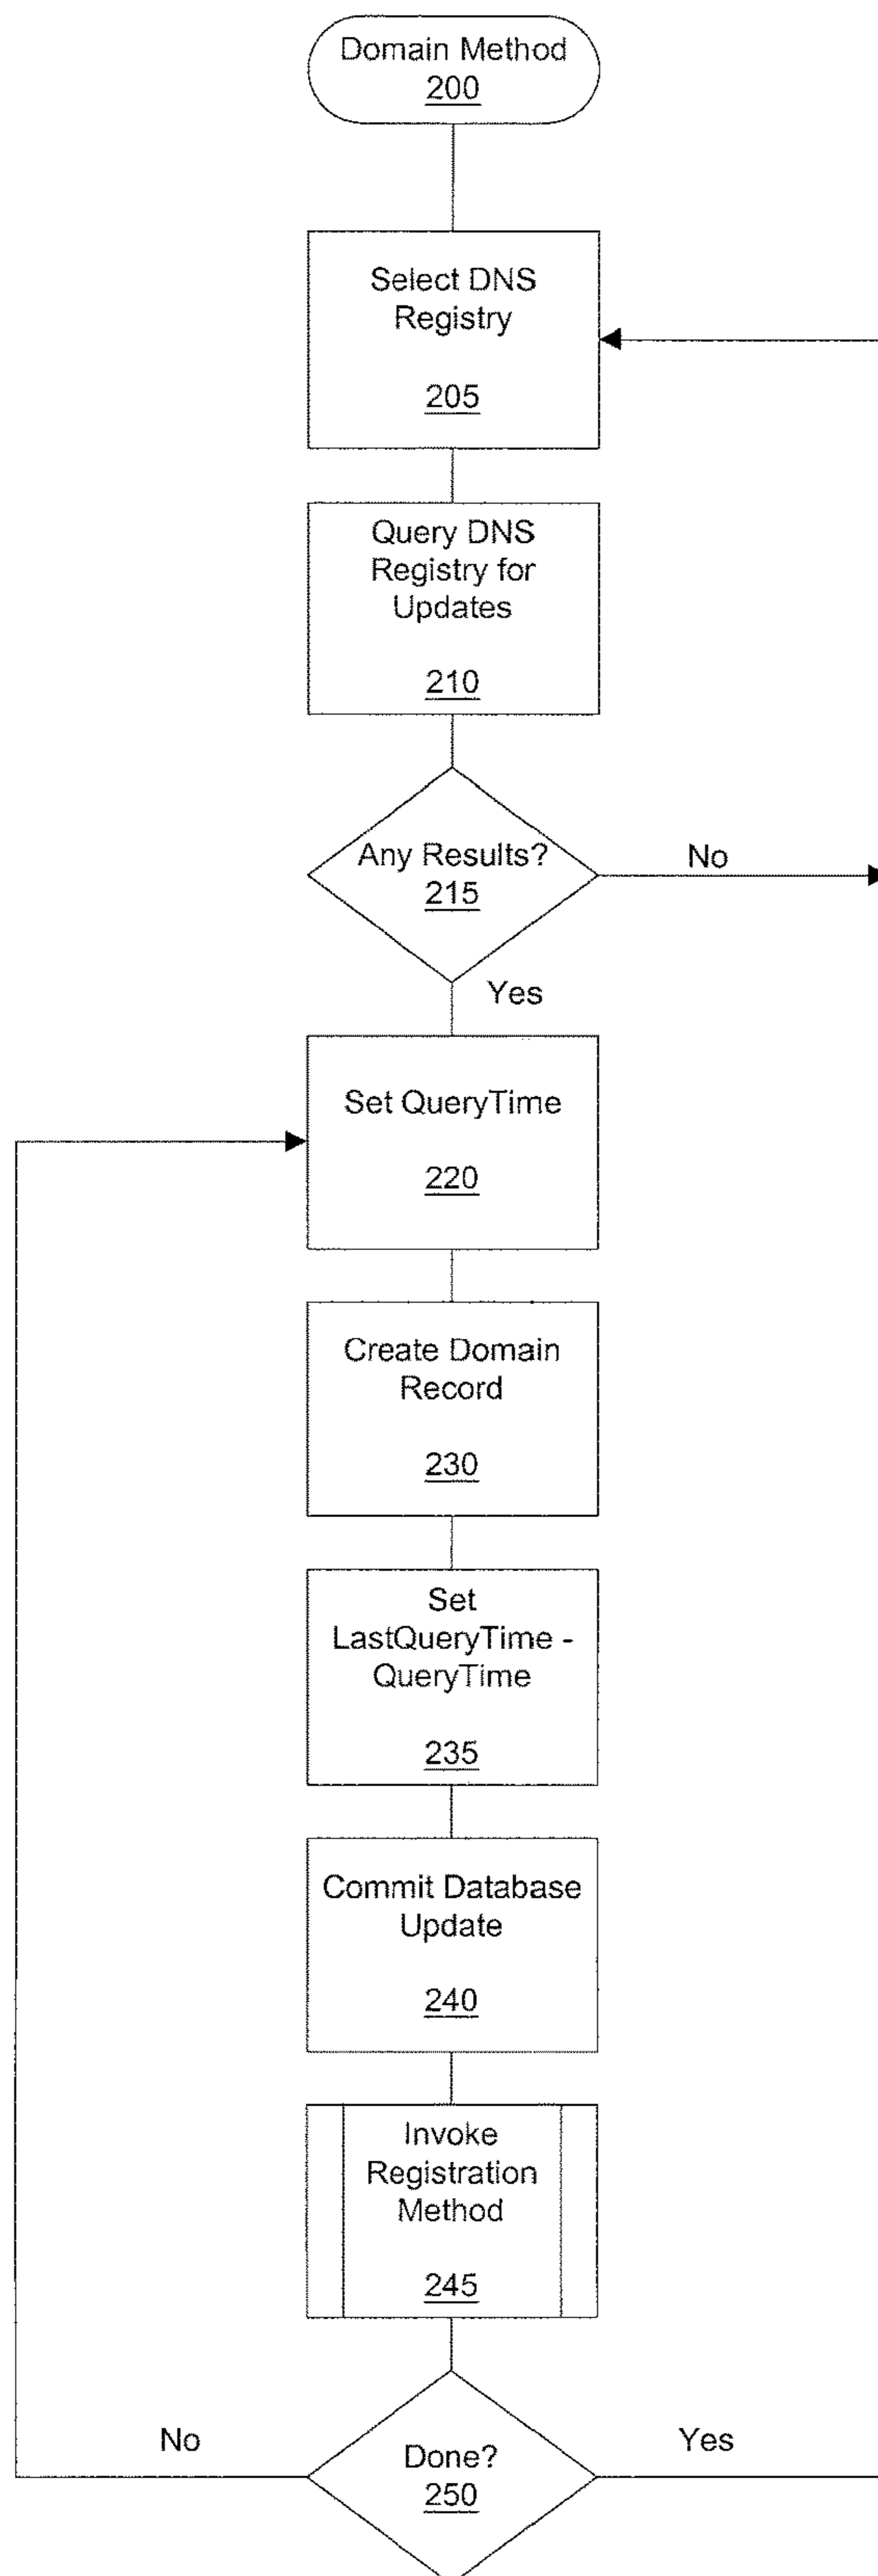 Domain Method
200
Select DNS
Registry
205
Query DNS
Registry for
Updates
210
Any Results?
215
No
Yes
Set QueryTime
220
Create Domain
Record
230
Set
LastQueryTime -
QueryTime
235
Commit Database
Update
240
Invoke
Registration
Method
245
No
Done?
250
Yes